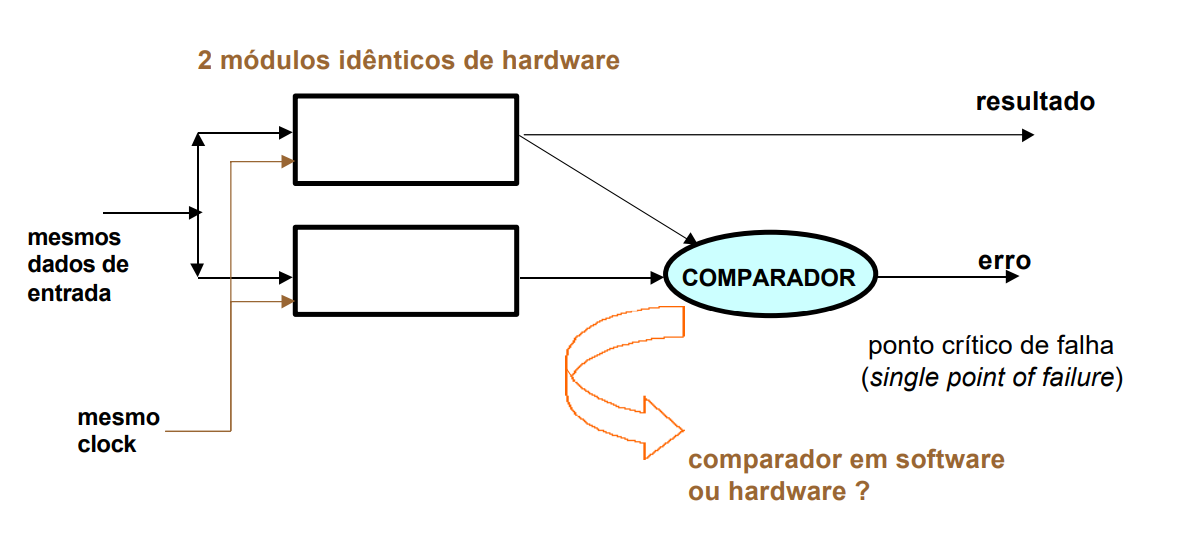 2 módulos idênticos de hardware
resultado
mesmos
dados de
entrada
COMPARADOR
erro
ponto crítico de falha
(single point of failure)
mesmo
clock
comparador em software
ou hardware ?